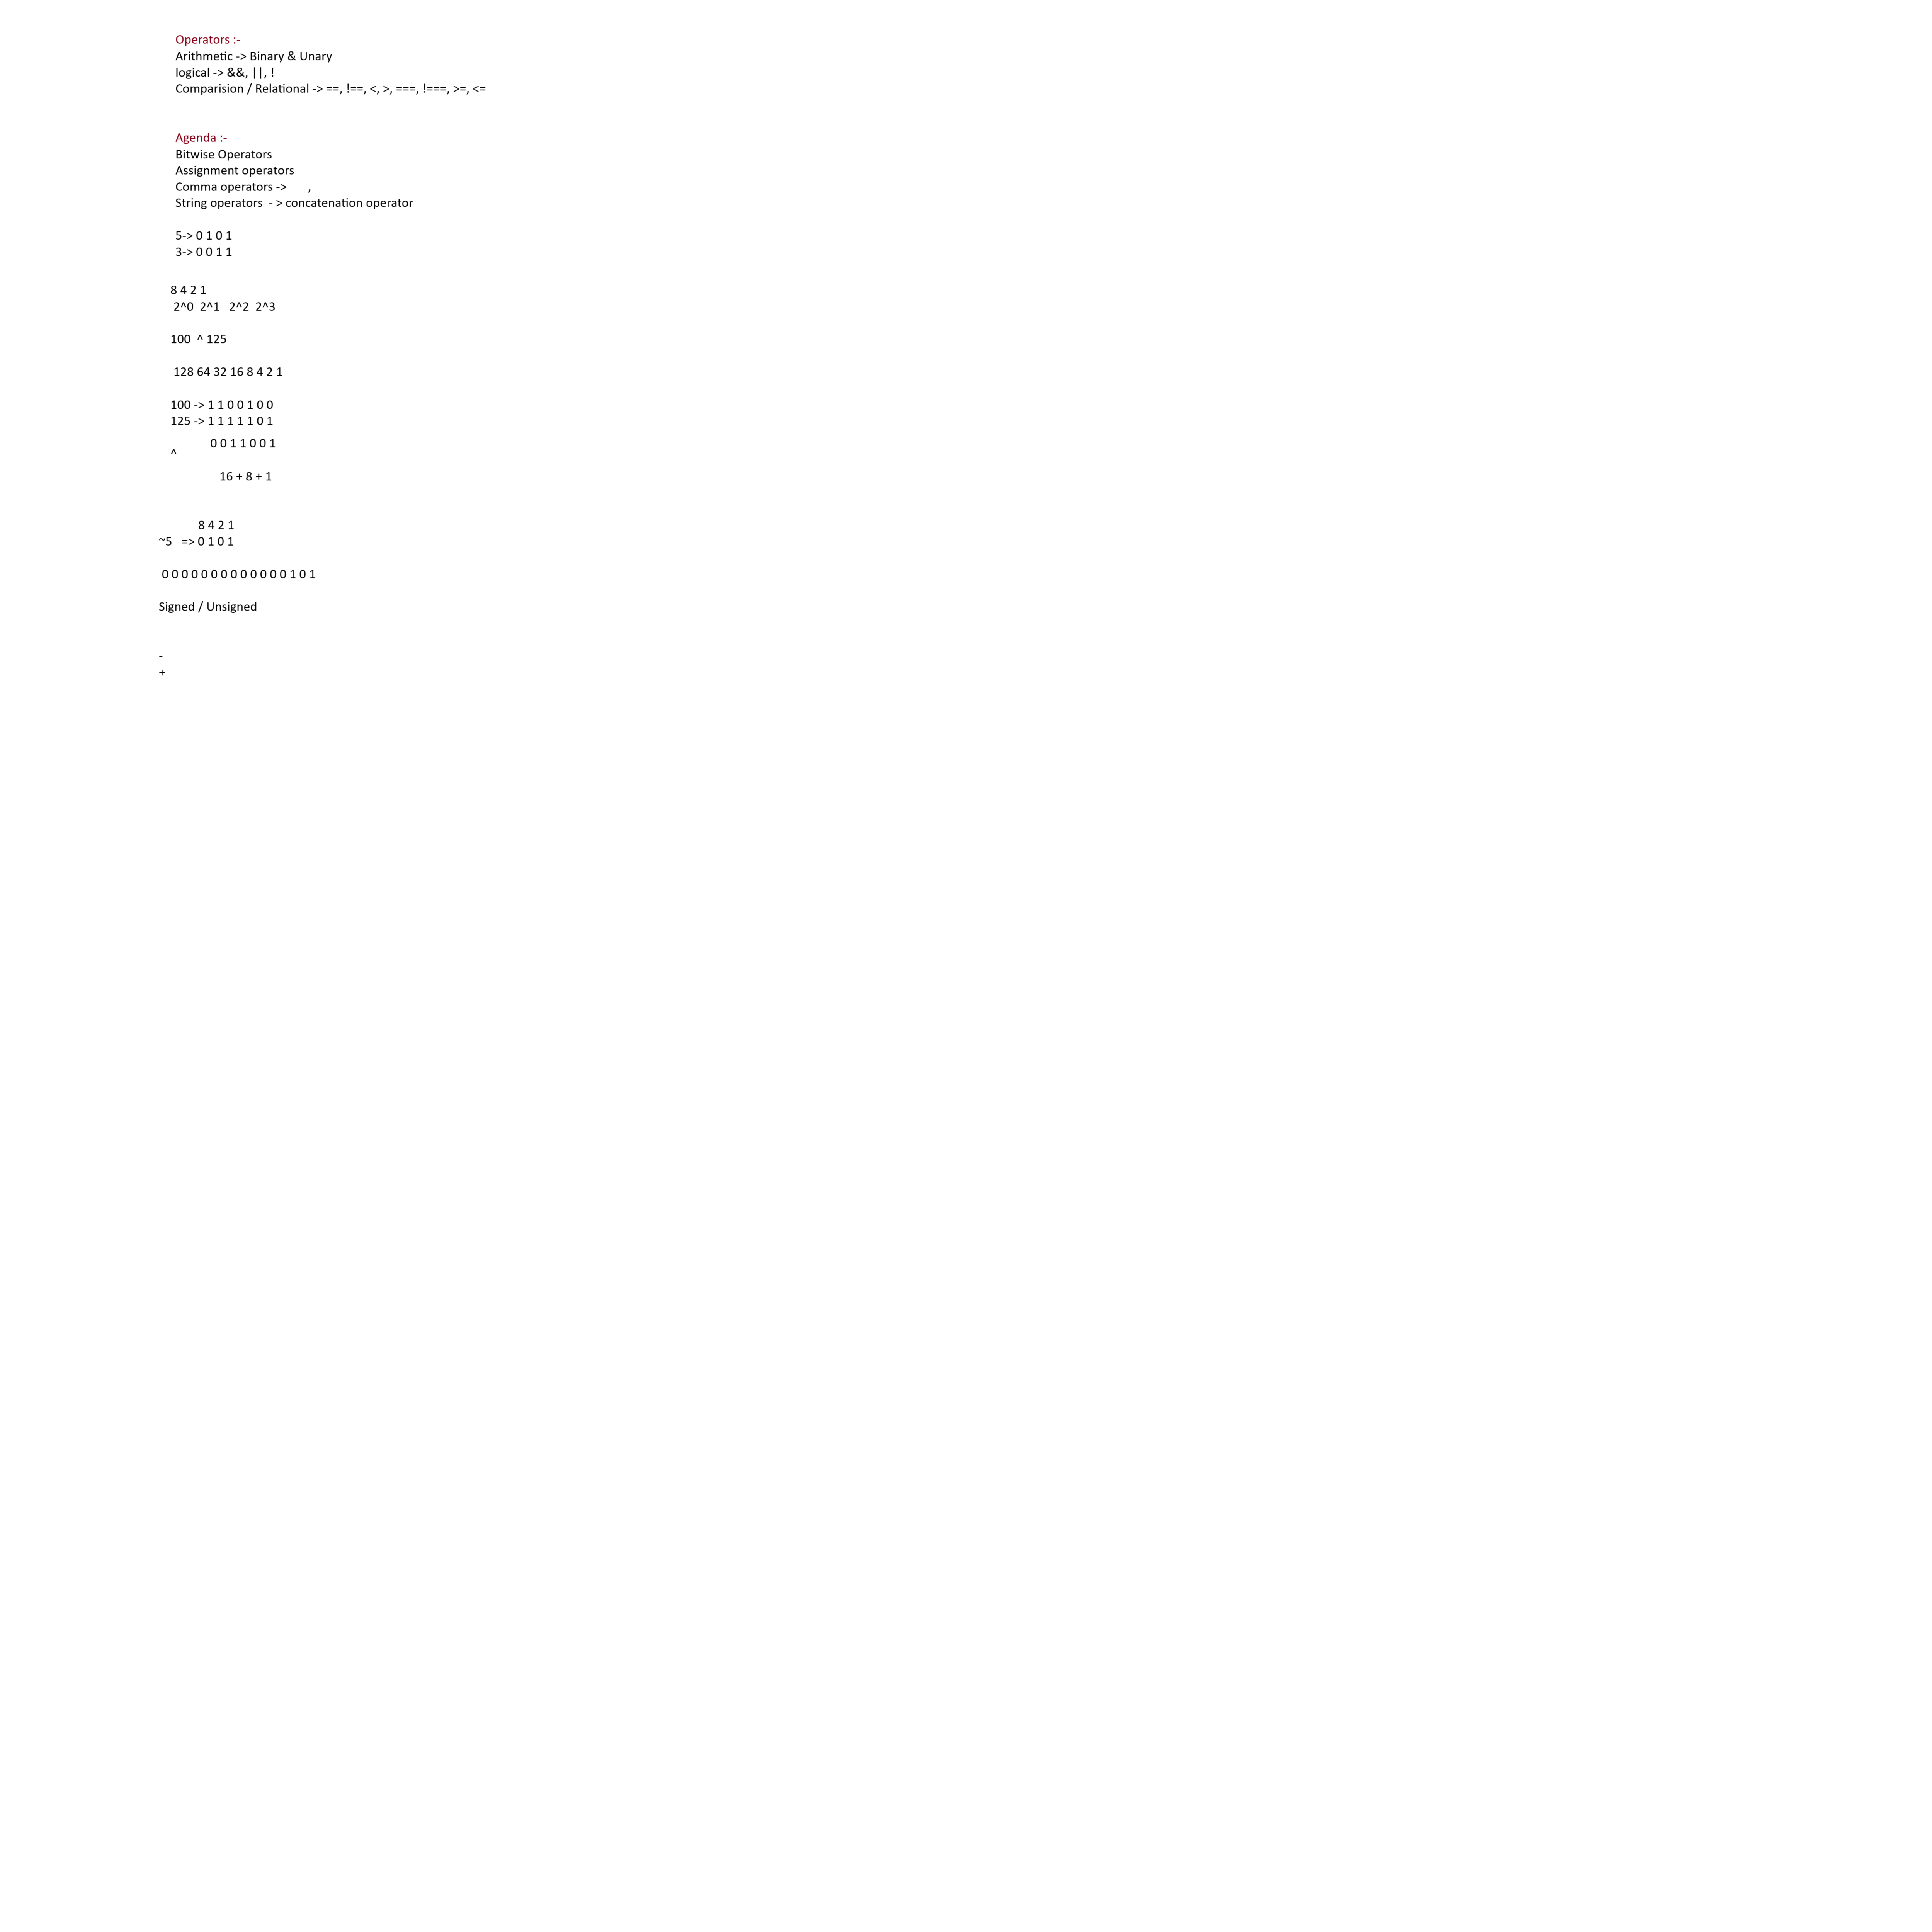 Operators :-
Arithmetic -> Binary & Unary
logical -> &&, ||, !
Comparision / Relational -> ==, !==, <, >, ===, !===, >=, <=
Agenda :-
Bitwise Operators
Assignment operators
Comma operators -> ,
String operators - > concatenation operator
5-> 0 1 0 1
3-> 0 0 1 1
8 4 2 1
2^0 2^1 2^2 2^3
100 ^ 125
128 64 32 16 8 4 2 1
100 -> 1 1 0 0 1 0 0
125 -> 1 1 1 1 1 0 1
0 0 1 1 0 0 1
^
16 + 8 + 1
8 4 2 1
~5 => 0 1 0 1
0 0 0 0 0 0 0 0 0 0 0 0 0 1 0 1
Signed / Unsigned
-
+